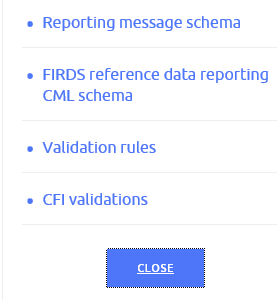 Reporting message schema
FIRDS reference data reporting
CML schema
Validation rules
CFI validations
CLOSE